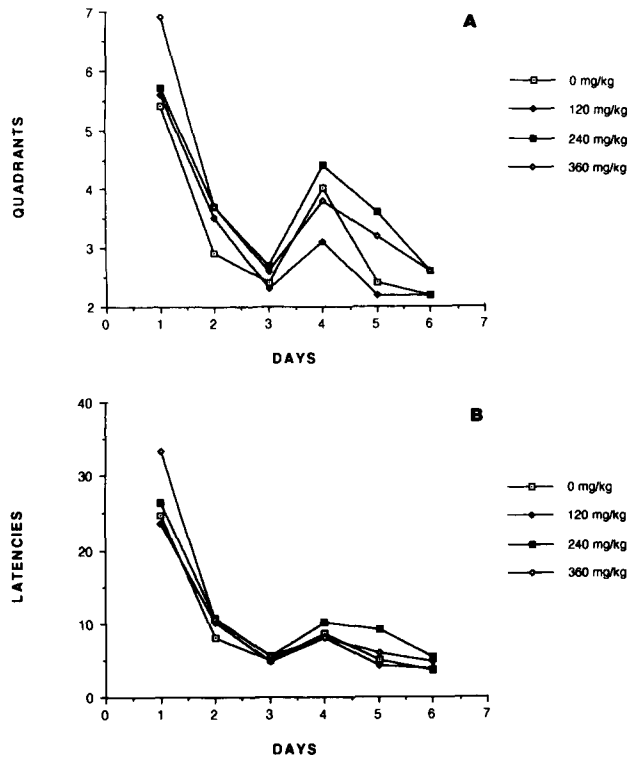 A
7
6
5
4
3
2
QUADRANTS
0 1 2 3 4 5 6 7
DAYS
0 mg/kg
120 mg/kg
240 mg/kg
360 mg/kg
B
40
30
20
10
0
LATENCIES
0 1 2 3 4 5 6 7
DAYS
0 mg/kg
120 mg/kg
240 mg/kg
360 mg/kg